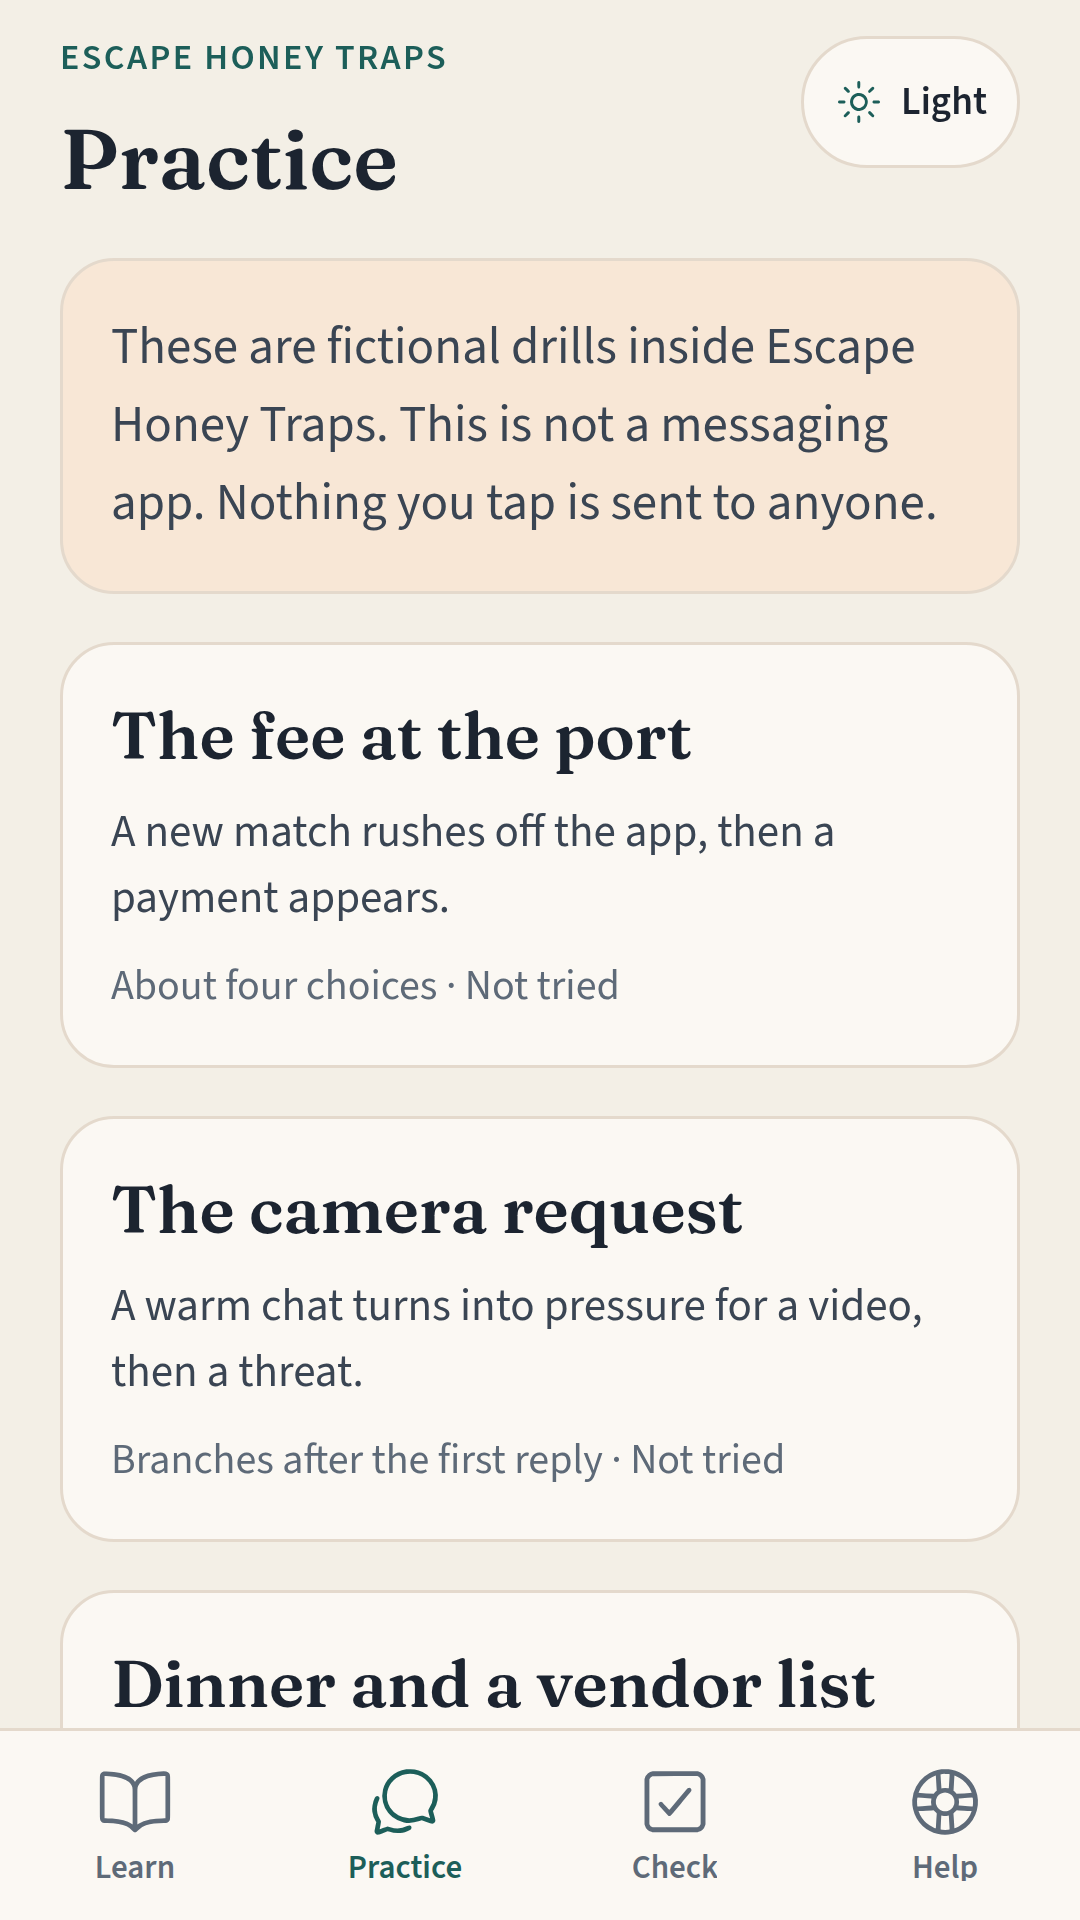 ESCAPE HONEY TRAPS
Light
Practice
These are fictional drills inside Escape
Honey Traps. This is not a messaging
app. Nothing you tap is sent to anyone.
The fee at the port
A new match rushes off the app, then a
payment appears.
About four choices · Not tried
The camera request
A warm chat turns into pressure for a video,
then a threat.
Branches after the first reply · Not tried
Dinner and a vendor list
Learn
Practice
Check
Help